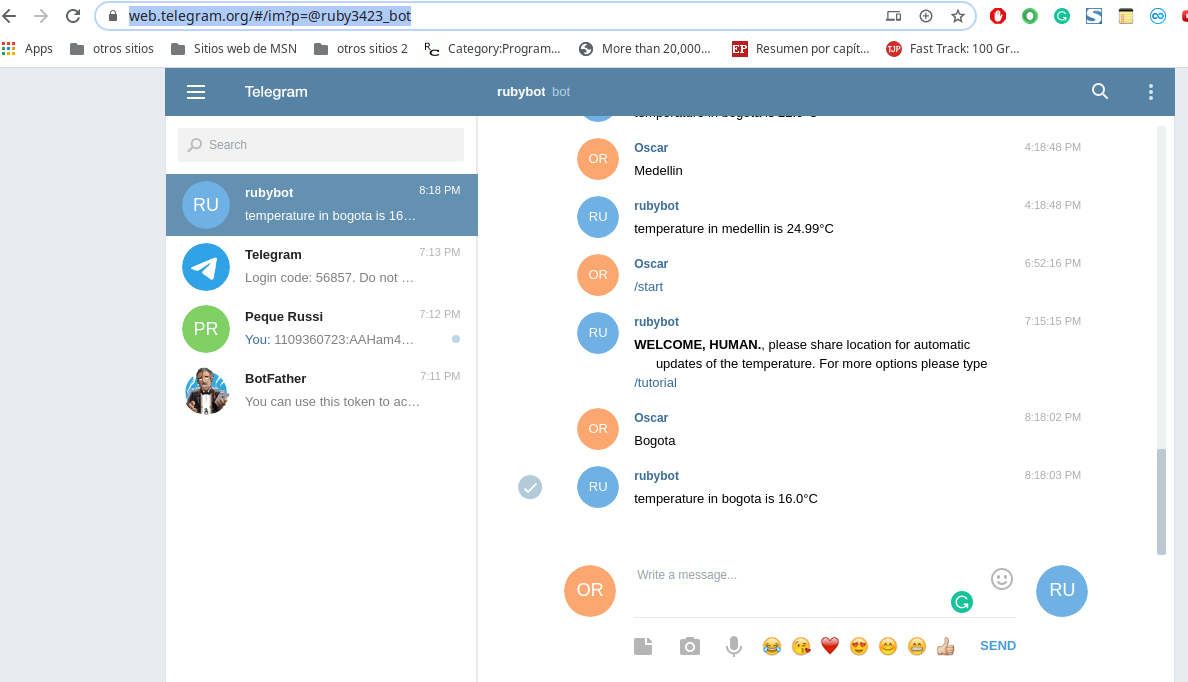 web.telegram.org/#/im?p=@ruby3423_bot
Apps otros sitios Sitios web de MSN otros sitios 2 Category:Program... More than 20,000... EP Resumen por capít... TJP Fast Track: 100 Gr...
Telegram
rubybot bot
Search
RU rubybot 8:18 PM
temperature in bogota is 16...
Telegram 7:13 PM
Login code: 56857. Do not ...
PR Peque Russi 7:12 PM
You: 1109360723:AAHam4...
BotFather 7:11 PM
You can use this token to ac...
OR Oscar 4:18:48 PM
Medellin
RU rubybot 4:18:48 PM
temperature in medellin is 24.99°C
OR Oscar 6:52:16 PM
/start
RU rubybot 7:15:15 PM
WELCOME, HUMAN., please share location for automatic
updates of the temperature. For more options please type
/tutorial
OR Oscar 8:18:02 PM
Bogota
RU rubybot 8:18:03 PM
temperature in bogota is 16.0°C
OR Write a message... RU
SEND